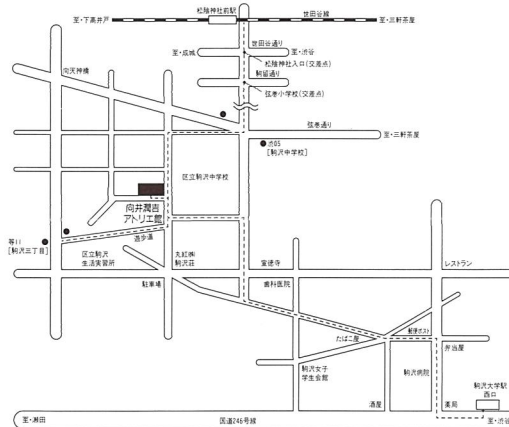 松陰神社前駅
世田谷線
至・下高井戸
至・三軒茶屋
世田谷通り
至・成城
至・渋谷
松陰神社入口(交差点)
向天神橋
駒留通り
弦巻小学校(交差点)
弦巻通り
至・三軒茶屋
渋05
[駒沢中学校]
区立駒沢中学校
向井潤吉
アトリエ館
等11
[駒沢三丁目]
遊歩道
区立駒沢
生活実習所
丸紅㈱
駒沢荘
宣徳寺
レストラン
駐車場
歯科医院
たばこ屋
郵便ポスト
弁当屋
駒沢女子
学生会館
駒沢病院
駒沢大学駅
西口
酒屋
薬局
至・瀬田
国道246号線
至・渋谷